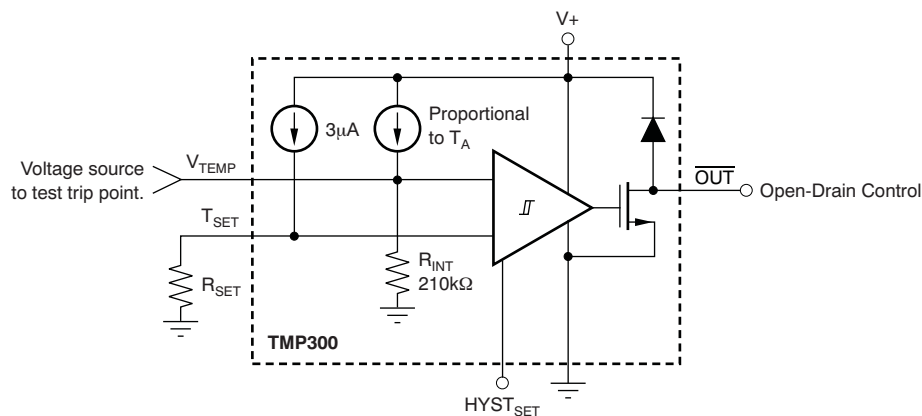 V+
3μA
Proportional
to T_A
Voltage source
to test trip point.
V_TEMP
T_SET
R_SET
R_INT
210kΩ
OUT
Open-Drain Control
TMP300
HYST_SET